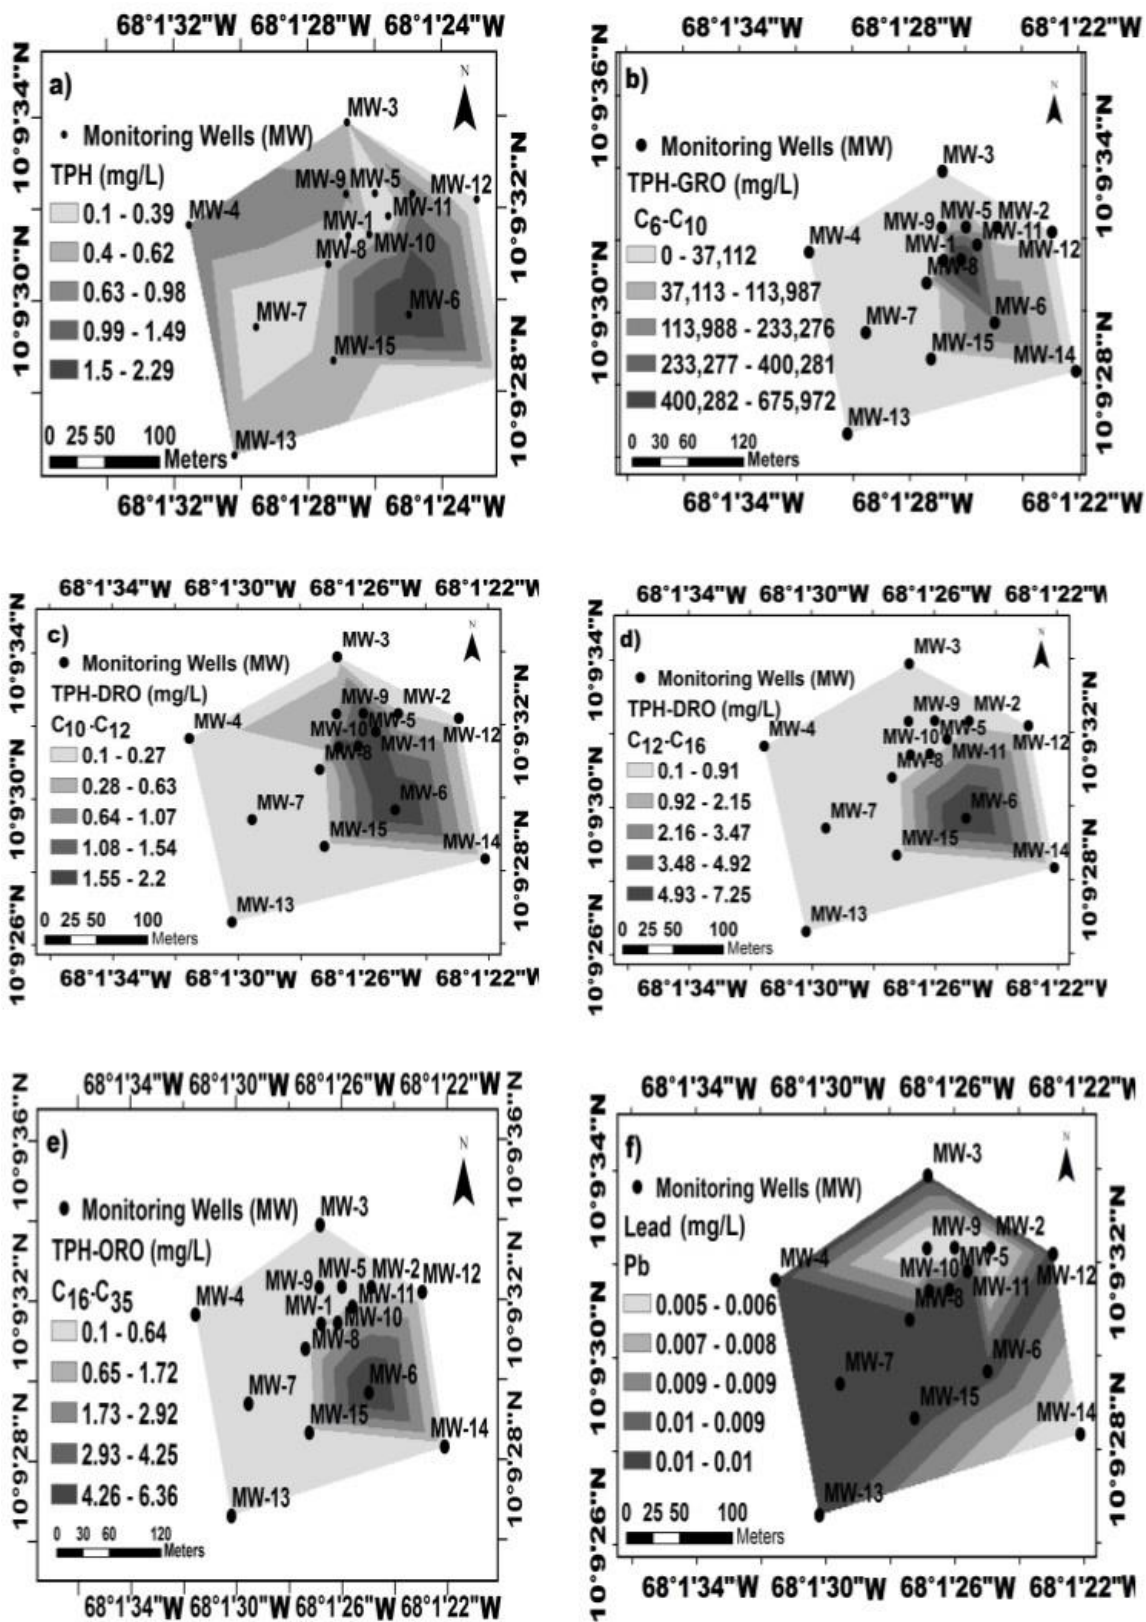 68°1'32"W 68°1'28"W 68°1'24"W
10°9'34"N
10°9'30"N
10°9'32"N
10°9'28"N
a)
N
MW-3
Monitoring Wells (MW)
TPH (mg/L)
MW-9 MW-5
MW-12
0.1 - 0.39
MW-4
MW-1
MW-11
0.4 - 0.62
MW-8
MW-10
0.63 - 0.98
MW-7
MW-6
0.99 - 1.49
MW-15
1.5 - 2.29
0 25 50 100
Meters
MW-13
68°1'32"W 68°1'28"W 68°1'24"W
68°1'34"W 68°1'28"W 68°1'22"W
10°9'36"N
10°9'30"N
10°9'34"N
10°9'28"N
b)
N
Monitoring Wells (MW)
MW-3
TPH-GRO (mg/L)
C6-C10
MW-9 MW-5 MW-2
MW-4
MW-1
MW-11
MW-12
0 - 37,112
MW-8
37,113 - 113,987
MW-7
MW-6
113,988 - 233,276
MW-15
MW-14
233,277 - 400,281
400,282 - 675,972
MW-13
0 30 60 120
Meters
68°1'34"W 68°1'28"W 68°1'22"W
68°1'34"W 68°1'30"W 68°1'26"W 68°1'22"W
10°9'34"N
10°9'30"N
10°9'26"N
10°9'32"N
10°9'28"N
c)
N
MW-3
Monitoring Wells (MW)
TPH-DRO (mg/L)
C10-C12
MW-9 MW-2
MW-4
MW-10 MW-5
MW-12
0.1 - 0.27
MW-8 MW-11
0.28 - 0.63
MW-7
MW-6
0.64 - 1.07
MW-15
MW-14
1.08 - 1.54
1.55 - 2.2
MW-13
0 25 50 100
Meters
68°1'34"W 68°1'30"W 68°1'26"W 68°1'22"W
68°1'34"W 68°1'30"W 68°1'26"W 68°1'22"W
10°9'34"N
10°9'30"N
10°9'26"N
10°9'32"N
10°9'28"N
d)
N
MW-3
Monitoring Wells (MW)
TPH-DRO (mg/L)
C12-C16
MW-9 MW-2
MW-4
MW-10 MW-5
MW-12
0.1 - 0.91
MW-8 MW-11
0.92 - 2.15
MW-7
MW-6
2.16 - 3.47
MW-15
MW-14
3.48 - 4.92
4.93 - 7.25
MW-13
0 25 50 100
Meters
68°1'34"W 68°1'30"W 68°1'26"W 68°1'22"W
68°1'34"W 68°1'30"W 68°1'26"W 68°1'22"W
10°9'36"N
10°9'32"N
10°9'28"N
10°9'36"N
10°9'32"N
10°9'28"N
e)
N
Monitoring Wells (MW)
MW-3
TPH-ORO (mg/L)
C16-C35
MW-9 MW-5 MW-2 MW-12
MW-4
MW-1 MW-11
MW-10
0.1 - 0.64
MW-8
0.65 - 1.72
MW-7
MW-6
1.73 - 2.92
MW-15
MW-14
2.93 - 4.25
4.26 - 6.36
MW-13
0 30 60 120
Meters
68°1'34"W 68°1'30"W 68°1'26"W 68°1'22"W
68°1'34"W 68°1'30"W 68°1'26"W 68°1'22"W
10°9'34"N
10°9'30"N
10°9'26"N
10°9'32"N
10°9'28"N
f)
N
MW-3
Monitoring Wells (MW)
Lead (mg/L)
Pb
MW-9 MW-2
MW-4
MW-10 MW-5
MW-12
MW-8 MW-11
0.005 - 0.006
0.007 - 0.008
MW-7
MW-6
0.009 - 0.009
MW-15
MW-14
0.01 - 0.009
0.01 - 0.01
MW-13
0 25 50 100
Meters
68°1'34"W 68°1'30"W 68°1'26"W 68°1'22"W